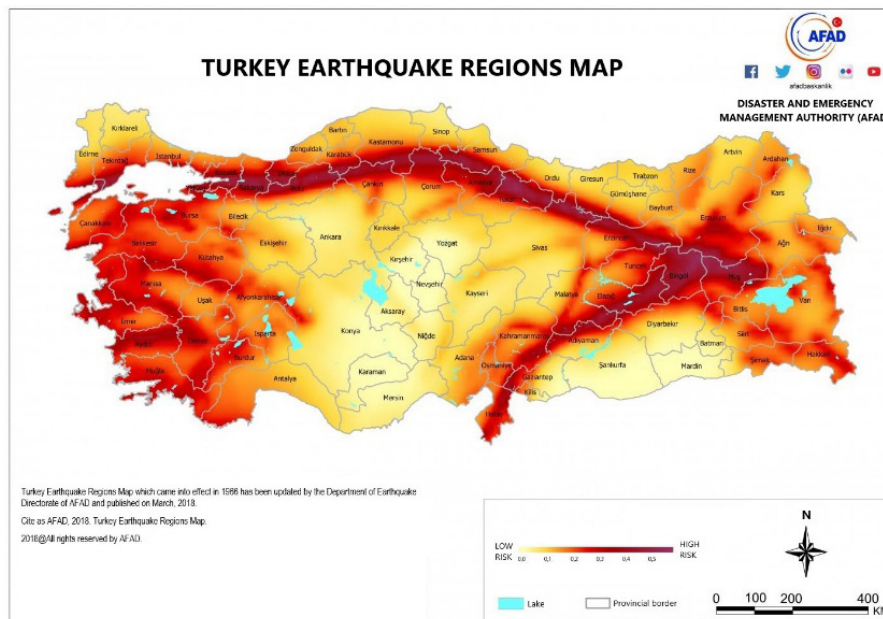 AFAD
TURKEY EARTHQUAKE REGIONS MAP
afadbaskanlik
DISASTER AND EMERGENCY
MANAGEMENT AUTHORITY (AFAD
Kırklareli
Edirne
Tekirdağ
İstanbul
Zonguldak
Bartın
Karabük
Kastamonu
Sinop
Samsun
Ordu
Giresun
Trabzon
Rize
Artvin
Ardahan
Kars
Gümüşhane
Bayburt
Erzurum
Iğdır
Ağrı
Çanakkale
Balıkesir
Bursa
Bilecik
Eskişehir
Ankara
Çankırı
Çorum
Kırıkkale
Yozgat
Sivas
Erzincan
Tunceli
Bingöl
Muş
Kütahya
Manisa
Uşak
Afyonkarahisar
Kırşehir
Nevşehir
Kayseri
Malatya
Elazığ
Bitlis
Van
İzmir
Aydın
Denizli
Isparta
Burdur
Konya
Aksaray
Niğde
Kahramanmaraş
Adıyaman
Diyarbakır
Batman
Siirt
Hakkari
Muğla
Antalya
Karaman
Mersin
Adana
Osmaniye
Gaziantep
Kilis
Şanlıurfa
Mardin
Şırnak
Hatay
Turkey Earthquake Regions Map which came into effect in 1966 has been updated by the Department of Earthquake
Directorate of AFAD and published on March, 2018.
Cite as AFAD, 2018. Turkey Earthquake Regions Map.
2018@All rights reserved by AFAD.
N
LOW
RISK
HIGH
RISK
0,0 0,1 0,2 0,3 0,4 0,5
Lake
Provincial border
0 100 200 400
KM